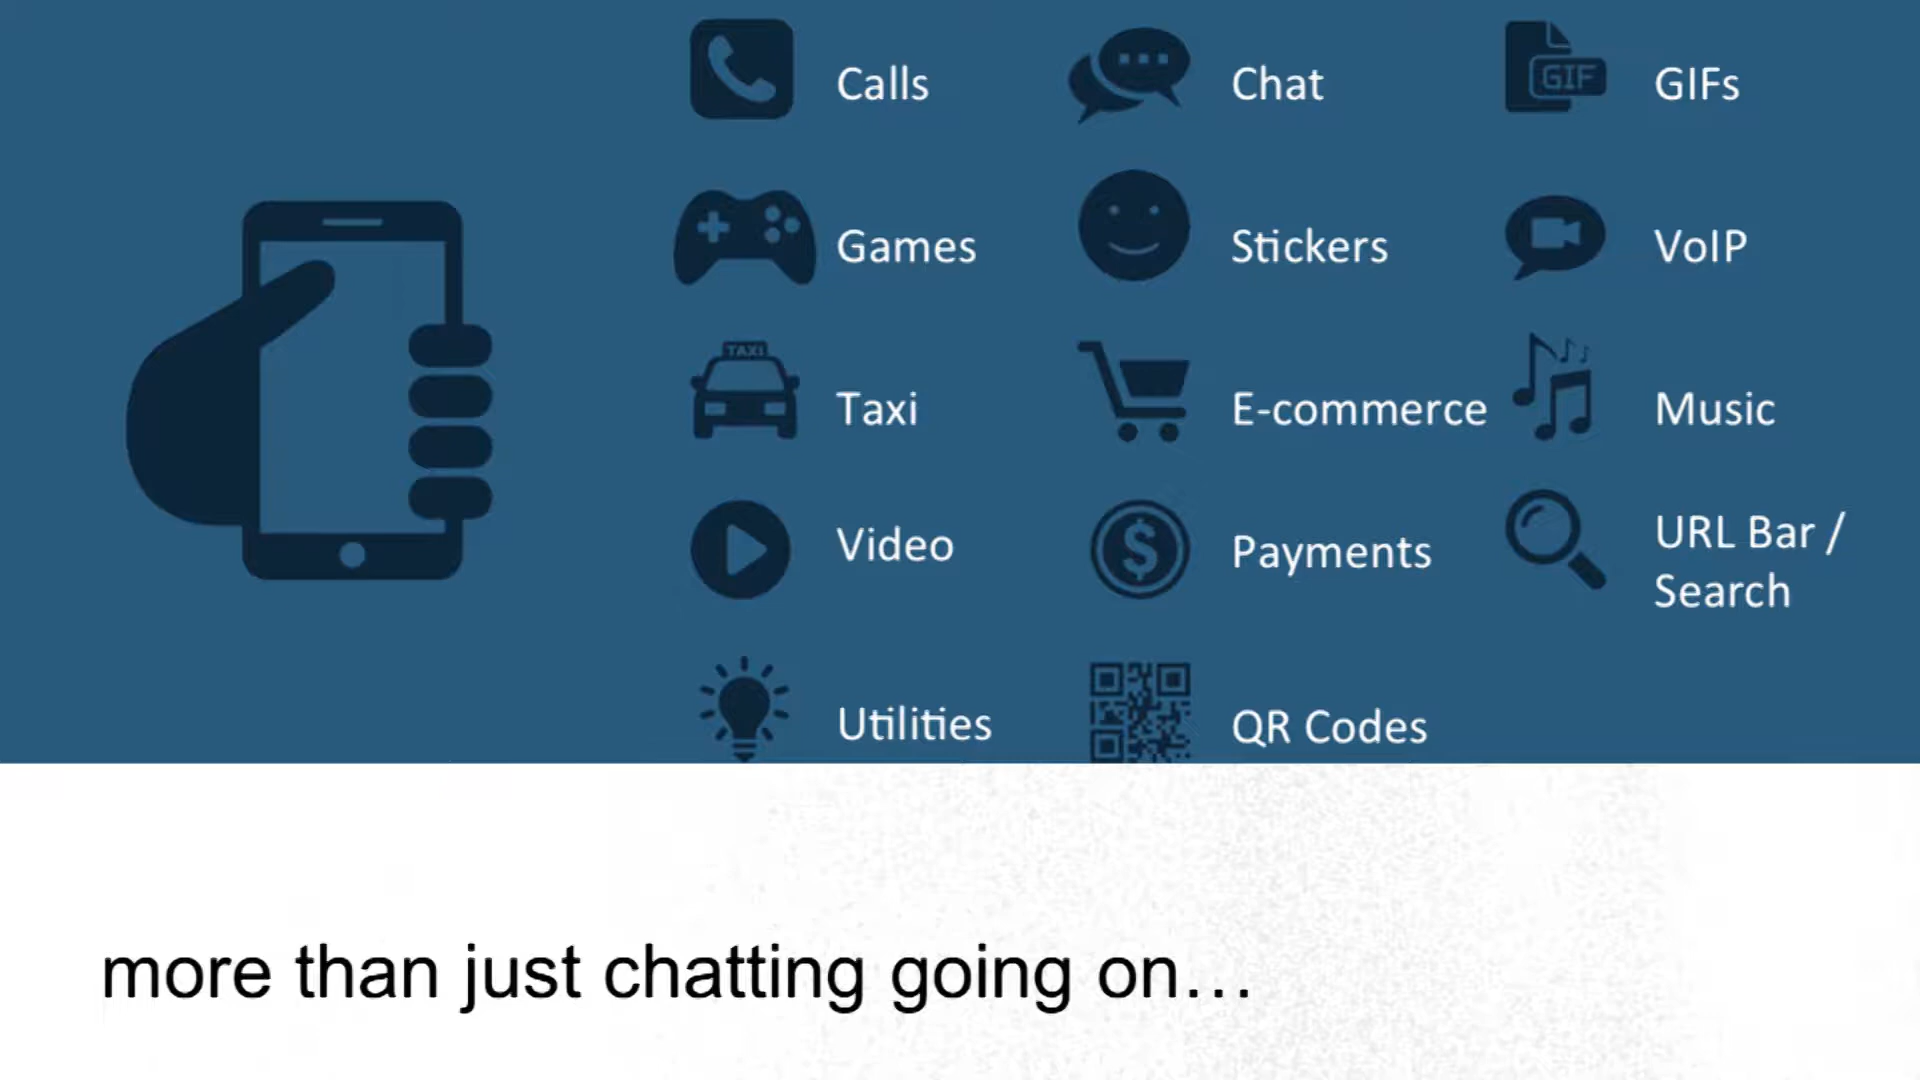 Calls
Chat
GIF
GIFs
Games
Stickers
VoIP
TAXI
Taxi
E-commerce
Music
Video
$
Payments
URL Bar /
Search
Utilities
QR Codes
more than just chatting going on…